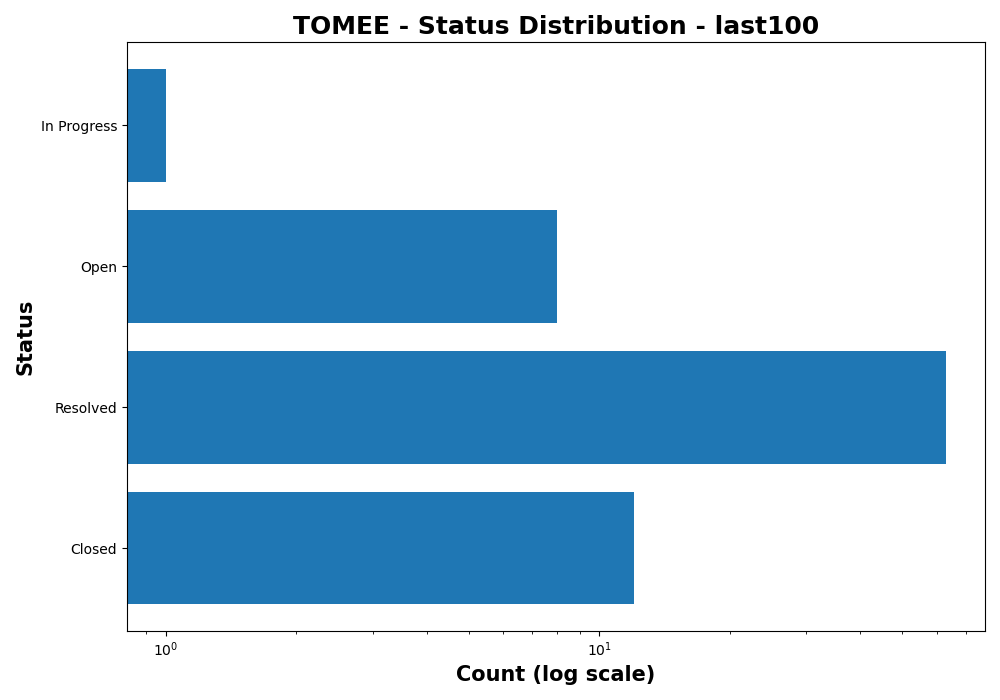 TOMEE - Status Distribution - last100
In Progress
Open
Resolved
Closed
Status
10⁰
10¹
Count (log scale)